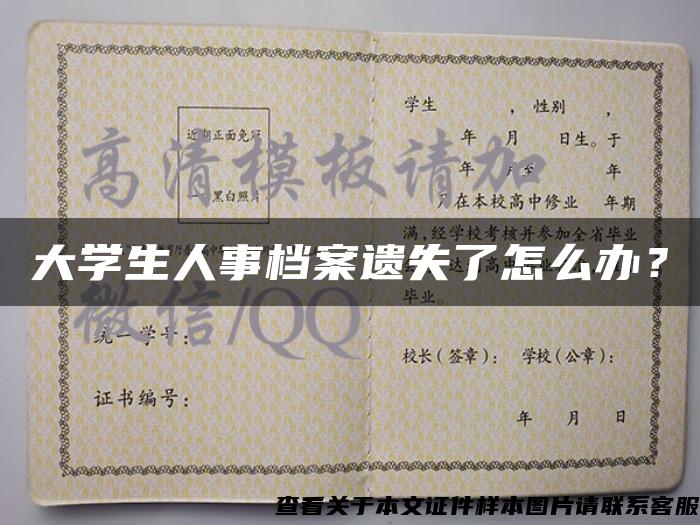 近期正面免冠
黑白照片
统一学号：
证书编号：
学生　　　，性别　　，
年　月　日生。于
年　月至　　年
月在本校高中修业　年期
满，经学校考核并参加全省毕业
毕业。
校长（签章）：　学校（公章）：
年　月　日
高清模板请加
微信/QQ
大学生人事档案遗失了怎么办？
查看关于本文证件样本图片请联系客服